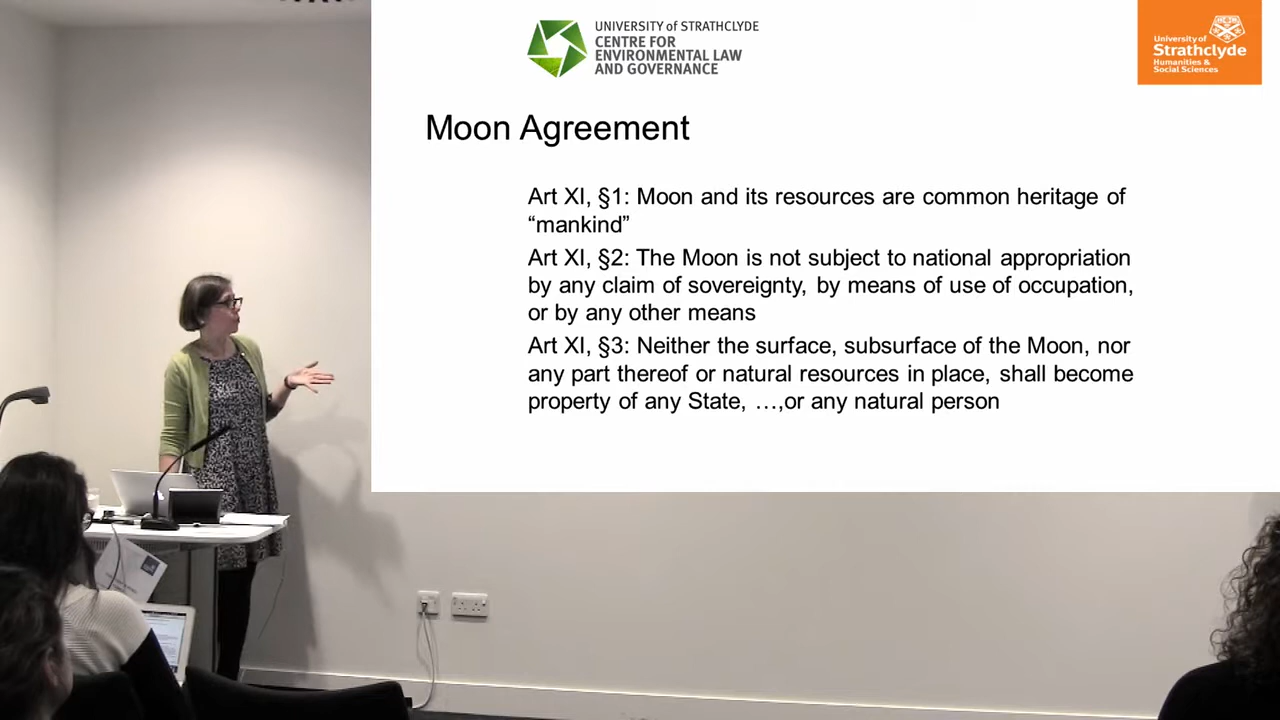 UNIVERSITY of STRATHCLYDE
CENTRE FOR
ENVIRONMENTAL LAW
AND GOVERNANCE
University of
Strathclyde
Humanities &
Social Sciences
Moon Agreement
Art XI, §1: Moon and its resources are common heritage of
“mankind”
Art XI, §2: The Moon is not subject to national appropriation
by any claim of sovereignty, by means of use of occupation,
or by any other means
Art XI, §3: Neither the surface, subsurface of the Moon, nor
any part thereof or natural resources in place, shall become
property of any State, …,or any natural person